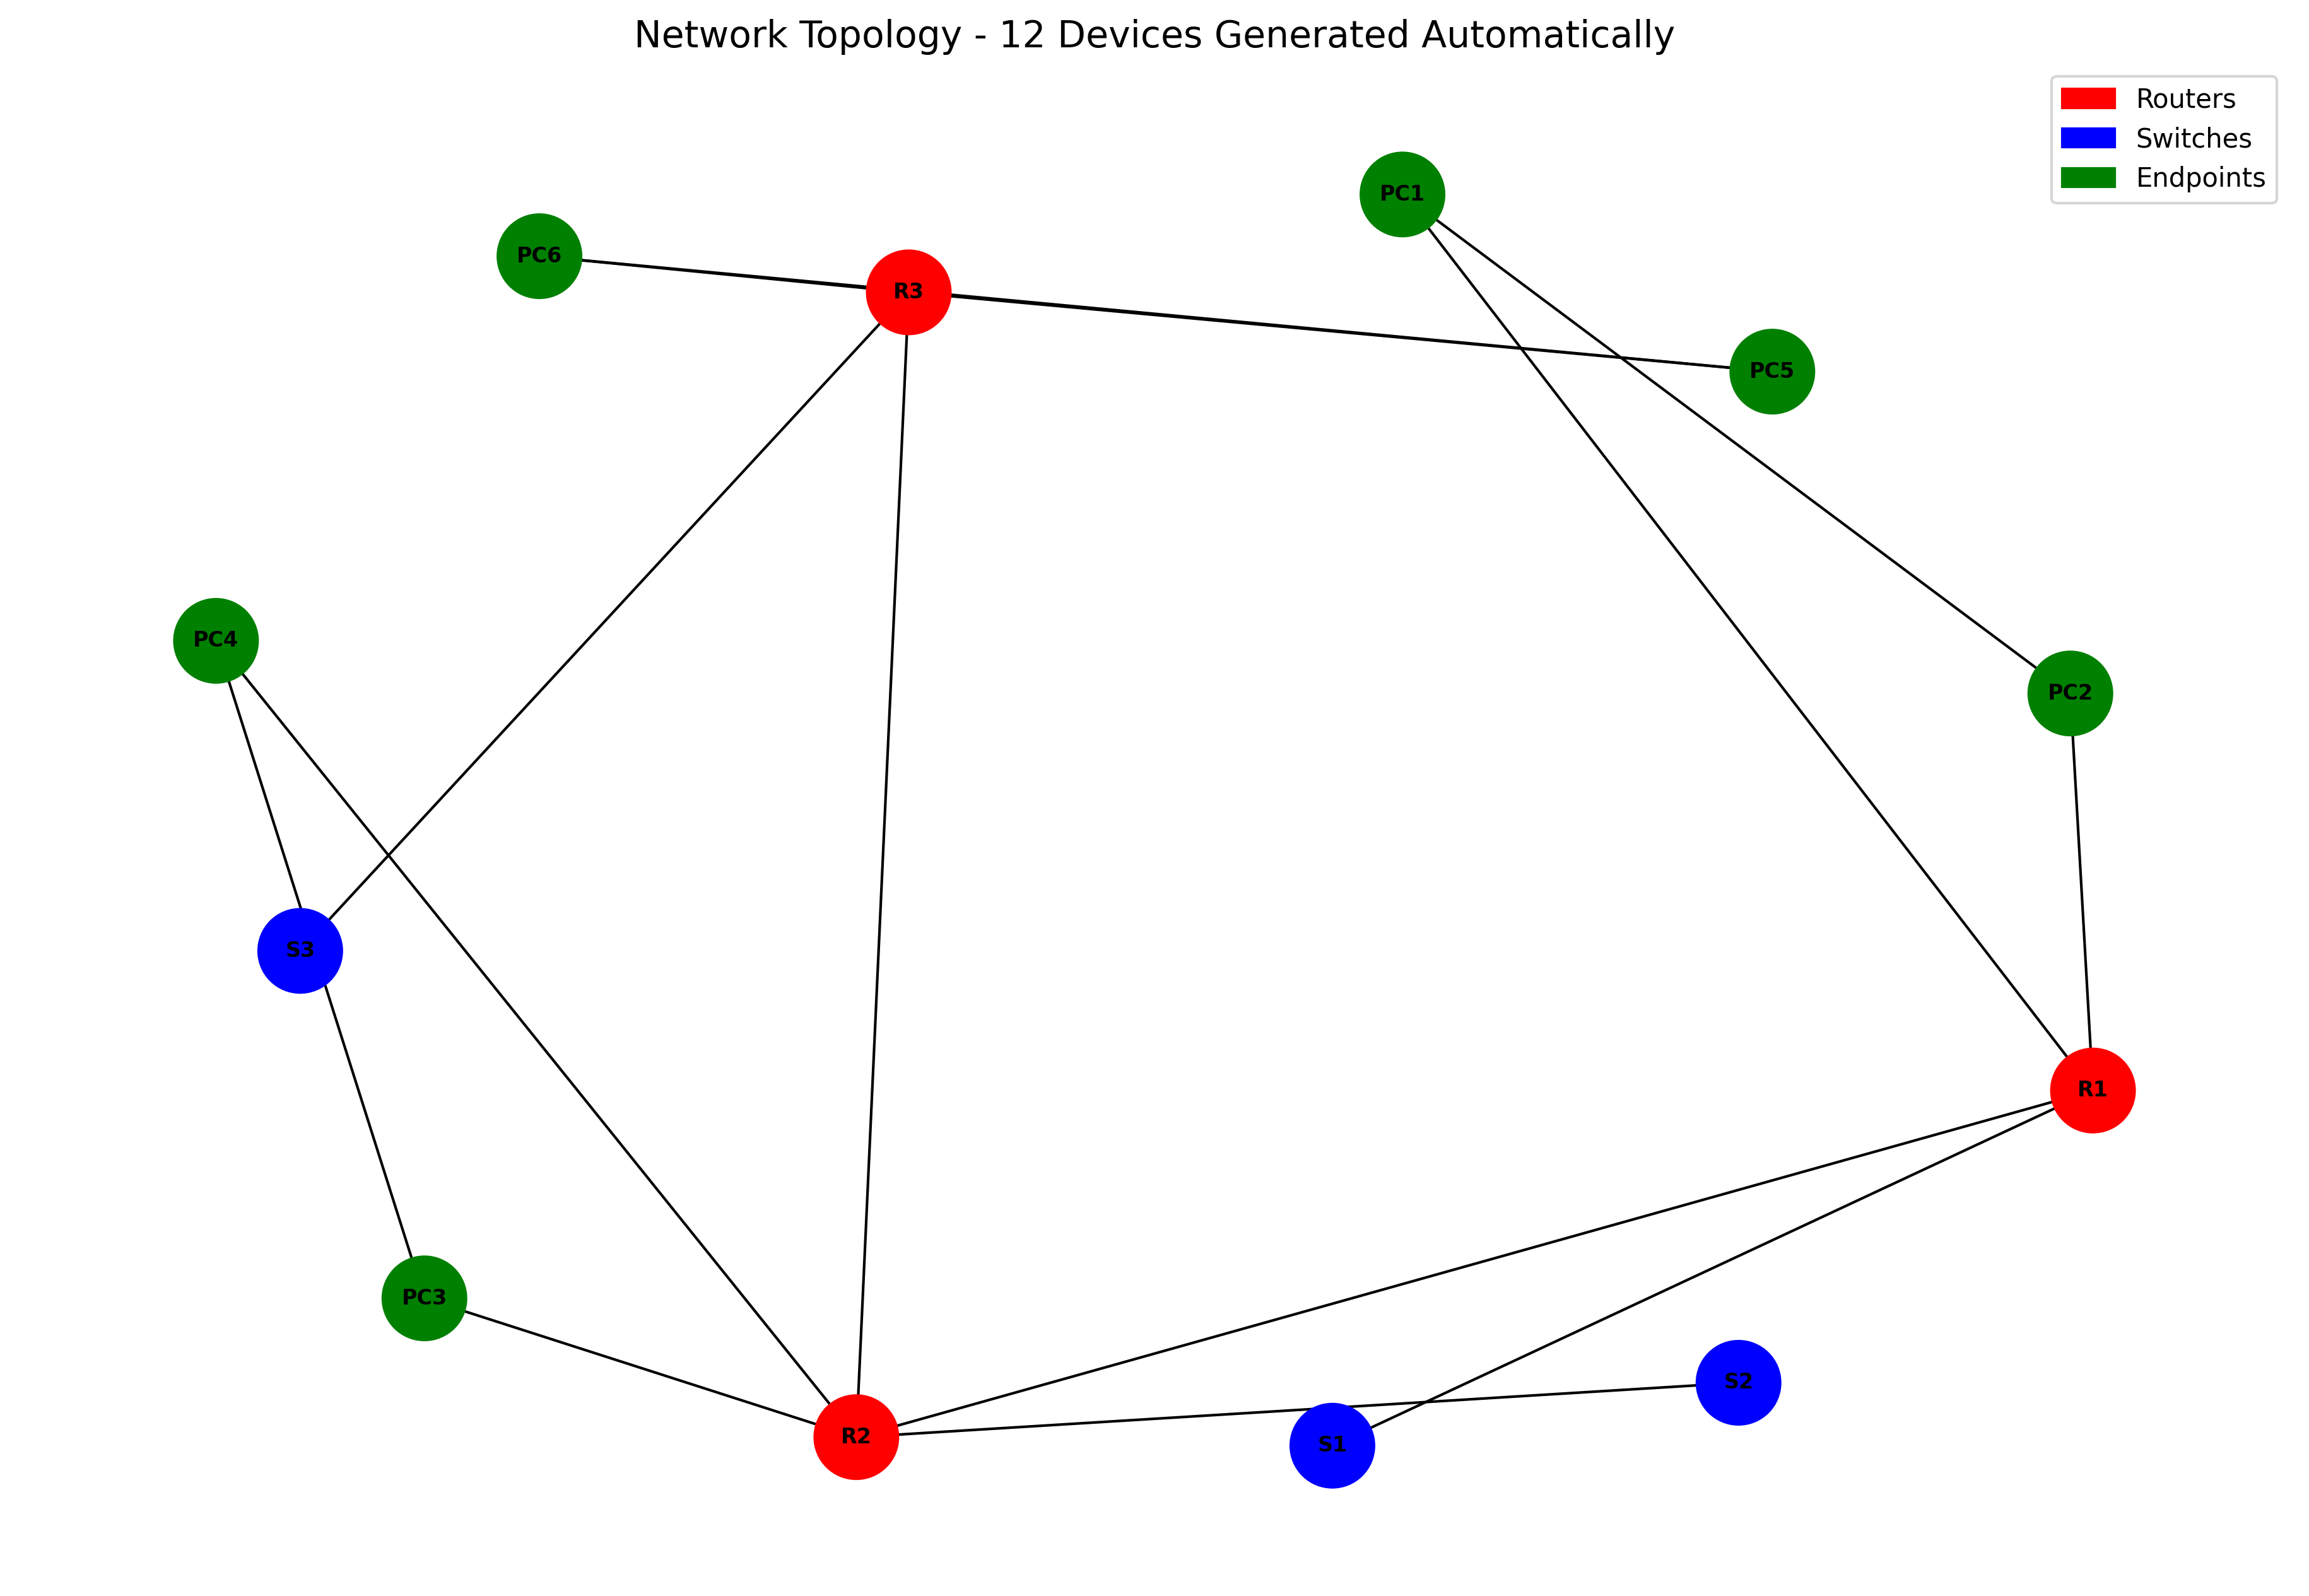 Network Topology - 12 Devices Generated Automatically
Routers
Switches
Endpoints
PC1
PC6
R3
PC5
PC4
PC2
S3
R1
PC3
S2
R2
S1